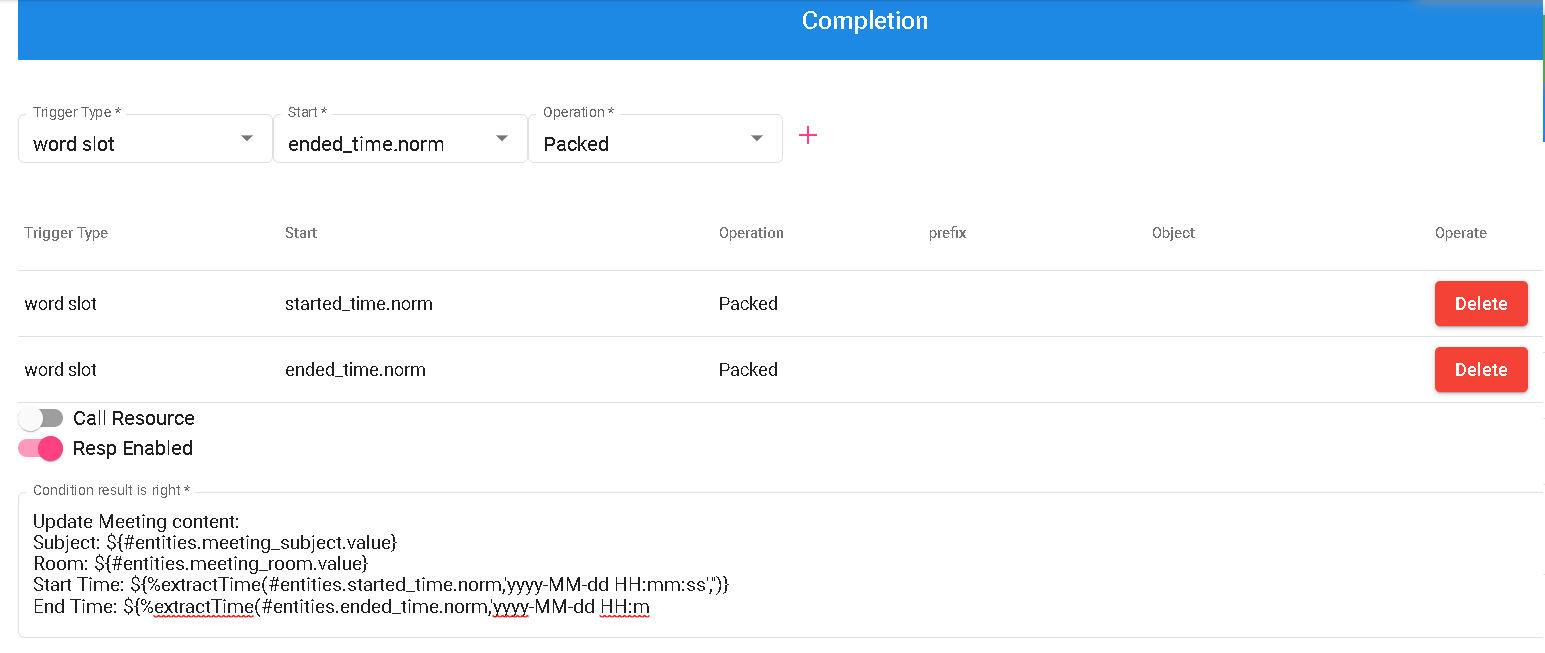 Completion
Trigger Type *
Start *
Operation *
word slot
ended_time.norm
Packed
+
Trigger Type Start Operation prefix Object Operate
word slot started_time.norm Packed Delete
word slot ended_time.norm Packed Delete
Call Resource
Resp Enabled
Condition result is right *
Update Meeting content:
Subject: ${#entities.meeting_subject.value}
Room: ${#entities.meeting_room.value}
Start Time: ${%extractTime(#entities.started_time.norm,'yyyy-MM-dd HH:mm:ss','')}
End Time: ${%extractTime(#entities.ended_time.norm,'yyyy-MM-dd HH:m